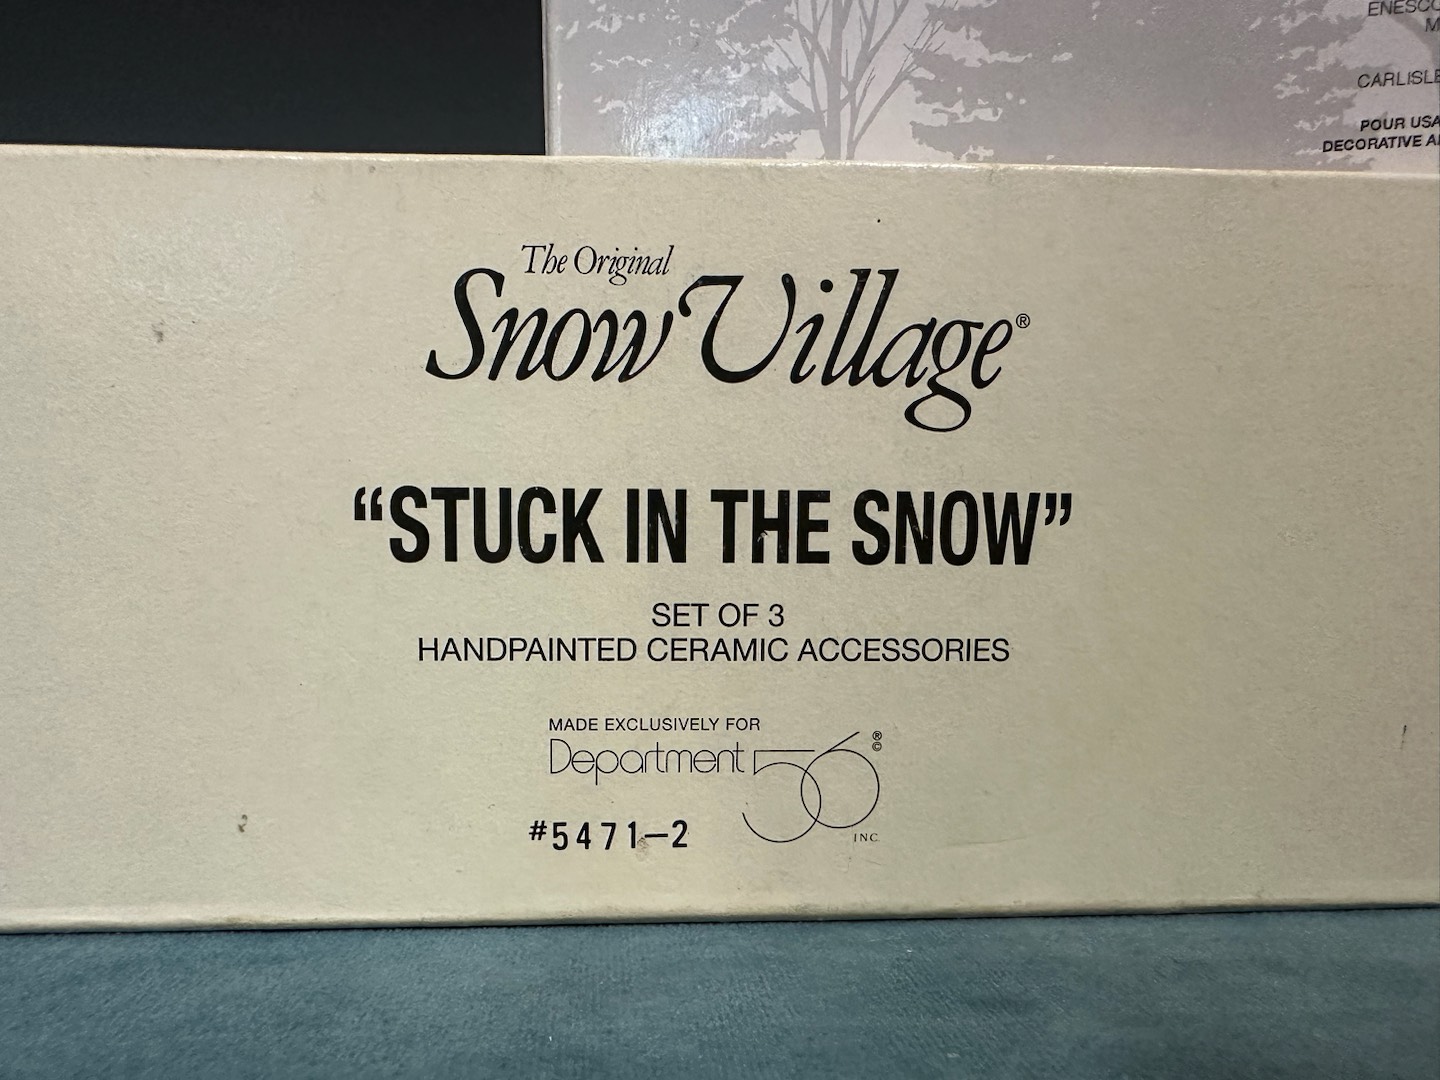 ENESCO
CARLISLE
POUR USA
DECORATIVE
The Original
Snow Village®
“STUCK IN THE SNOW”
SET OF 3
HANDPAINTED CERAMIC ACCESSORIES
MADE EXCLUSIVELY FOR
Department 56 ®
©
INC.
#5471–2